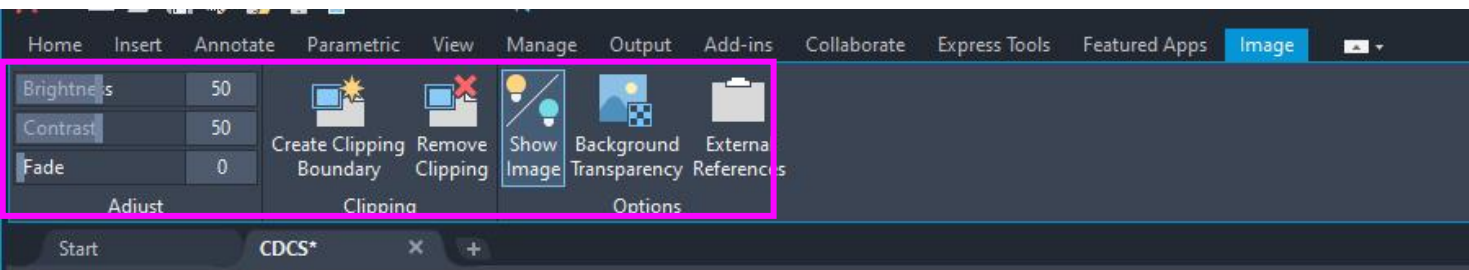 Home Insert Annotate Parametric View Manage Output Add-ins Collaborate Express Tools Featured Apps Image
Brightness 50
Contrast 50
Fade 0
Create Clipping Boundary
Remove Clipping
Show Image
Background Transparency
External References
Adjust
Clipping
Options
Start CDCS*